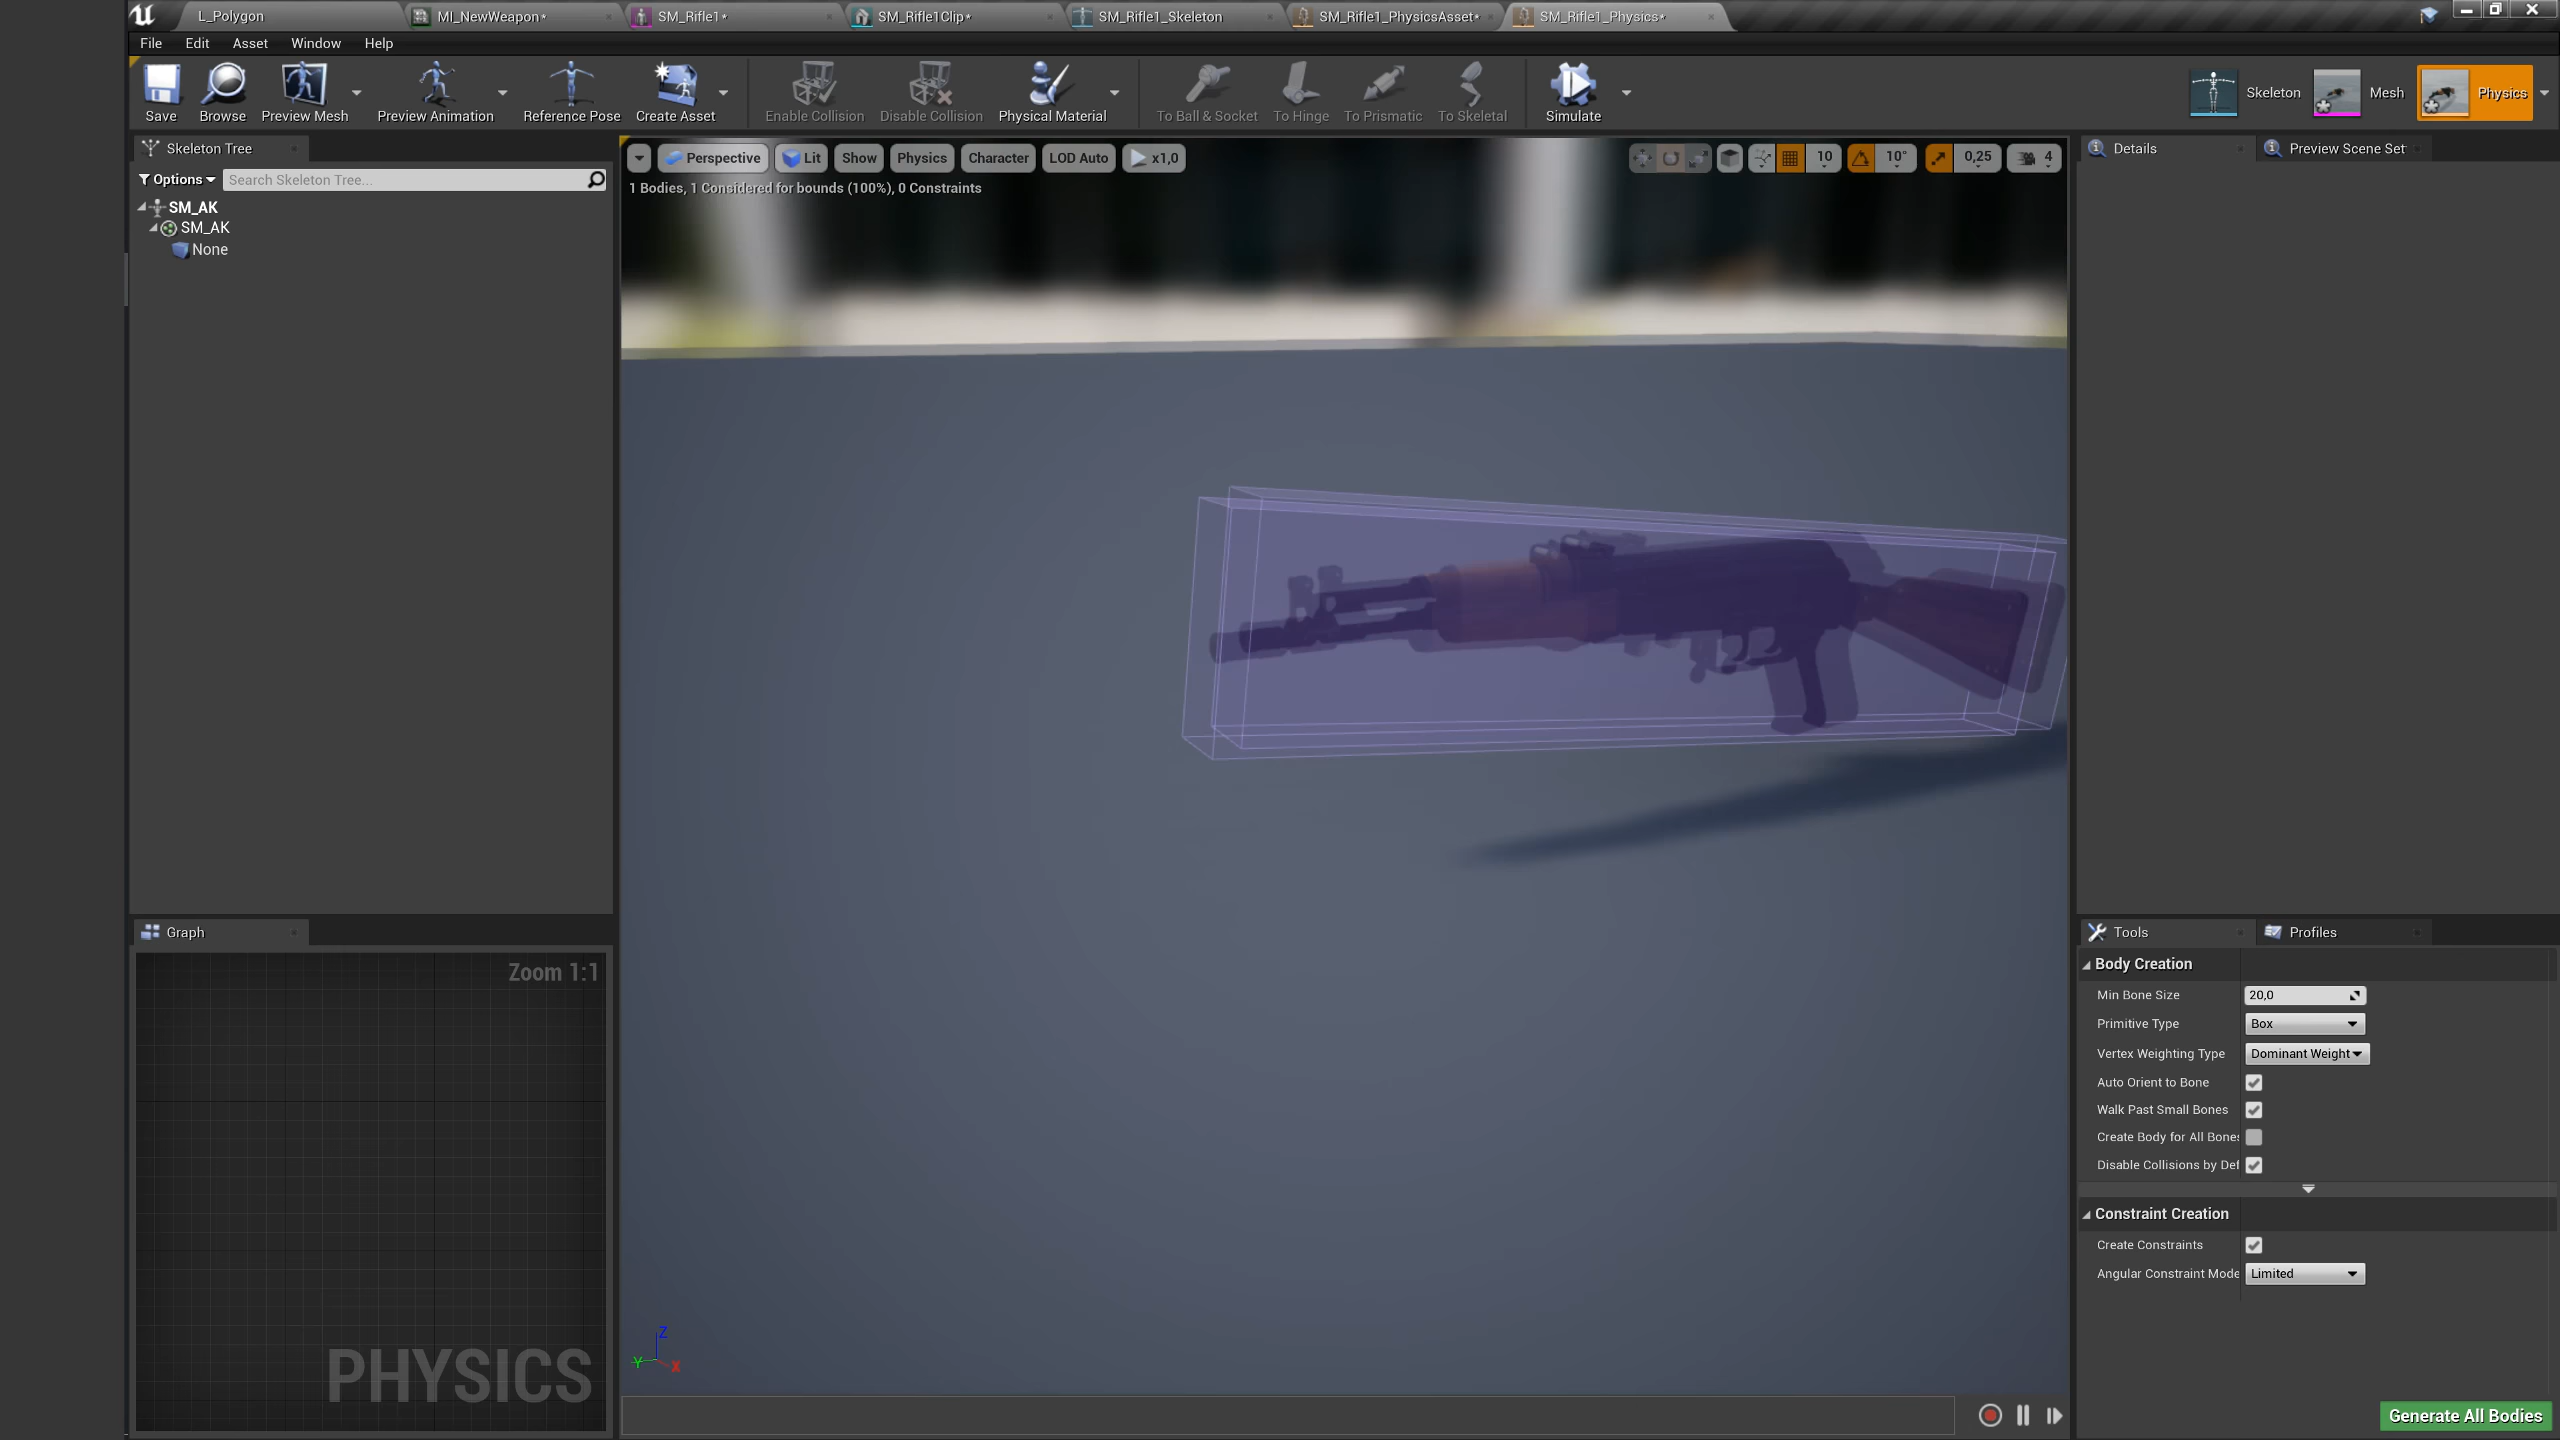 L_Polygon
MI_NewWeapon*
SM_Rifle1*
SM_Rifle1Clip*
SM_Rifle1_Skeleton
SM_Rifle1_PhysicsAsset*
SM_Rifle1_Physics*
File Edit Asset Window Help
Save
Browse
Preview Mesh
Preview Animation
Reference Pose
Create Asset
Enable Collision
Disable Collision
Physical Material
To Ball & Socket
To Hinge
To Prismatic
To Skeletal
Simulate
Skeleton
Mesh
Physics
Skeleton Tree
Options
Search Skeleton Tree...
SM_AK
SM_AK
None
Perspective
Lit
Show
Physics
Character
LOD Auto
x1,0
10
10°
0,25
4
1 Bodies, 1 Considered for bounds (100%), 0 Constraints
Z
Y
X
Graph
Zoom 1:1
PHYSICS
Details
Preview Scene Set
Tools
Profiles
Body Creation
Min Bone Size 20,0
Primitive Type Box
Vertex Weighting Type Dominant Weight
Auto Orient to Bone
Walk Past Small Bones
Create Body for All Bones
Disable Collisions by Def
Constraint Creation
Create Constraints
Angular Constraint Mode Limited
Generate All Bodies